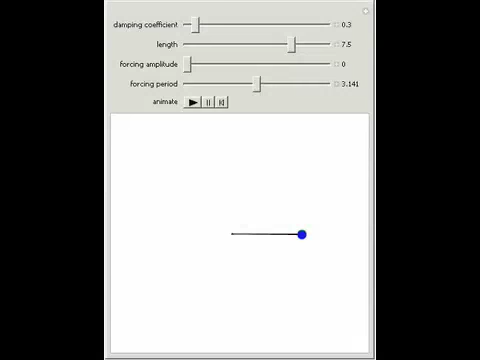 damping coefficient 0.3
length 7.5
forcing amplitude 0
forcing period 3.141
animate